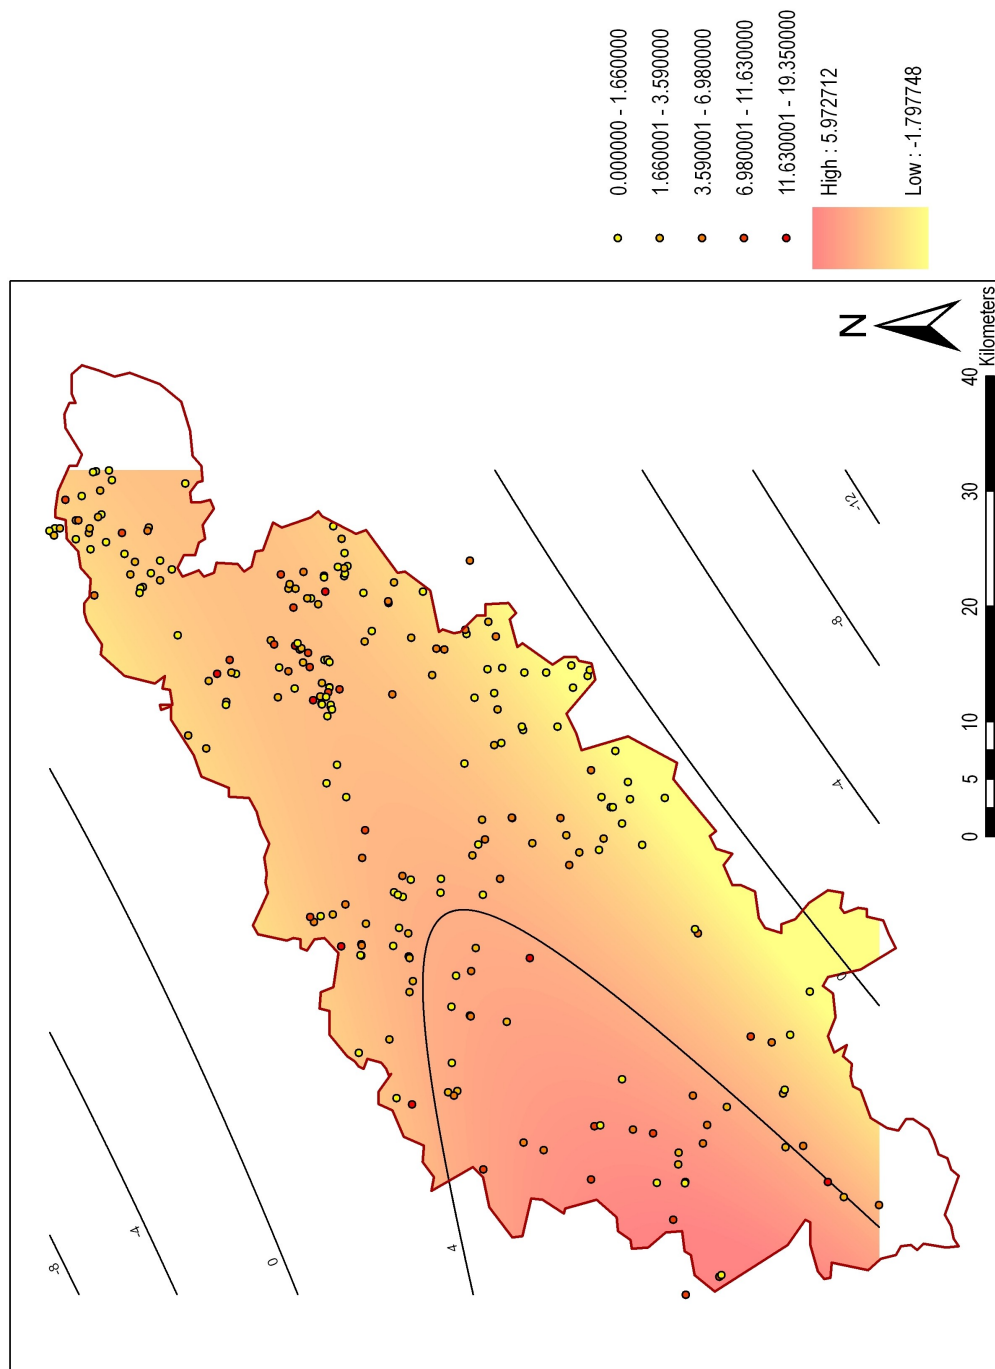 0.000000 - 1.660000
1.660001 - 3.590000
3.590001 - 6.980000
6.980001 - 11.630000
11.630001 - 19.350000
High : 5.972712
Low : -1.797748
N
0 5 10 20 30 40
Kilometers
-8
-4
0
4
0
-4
-8
-12